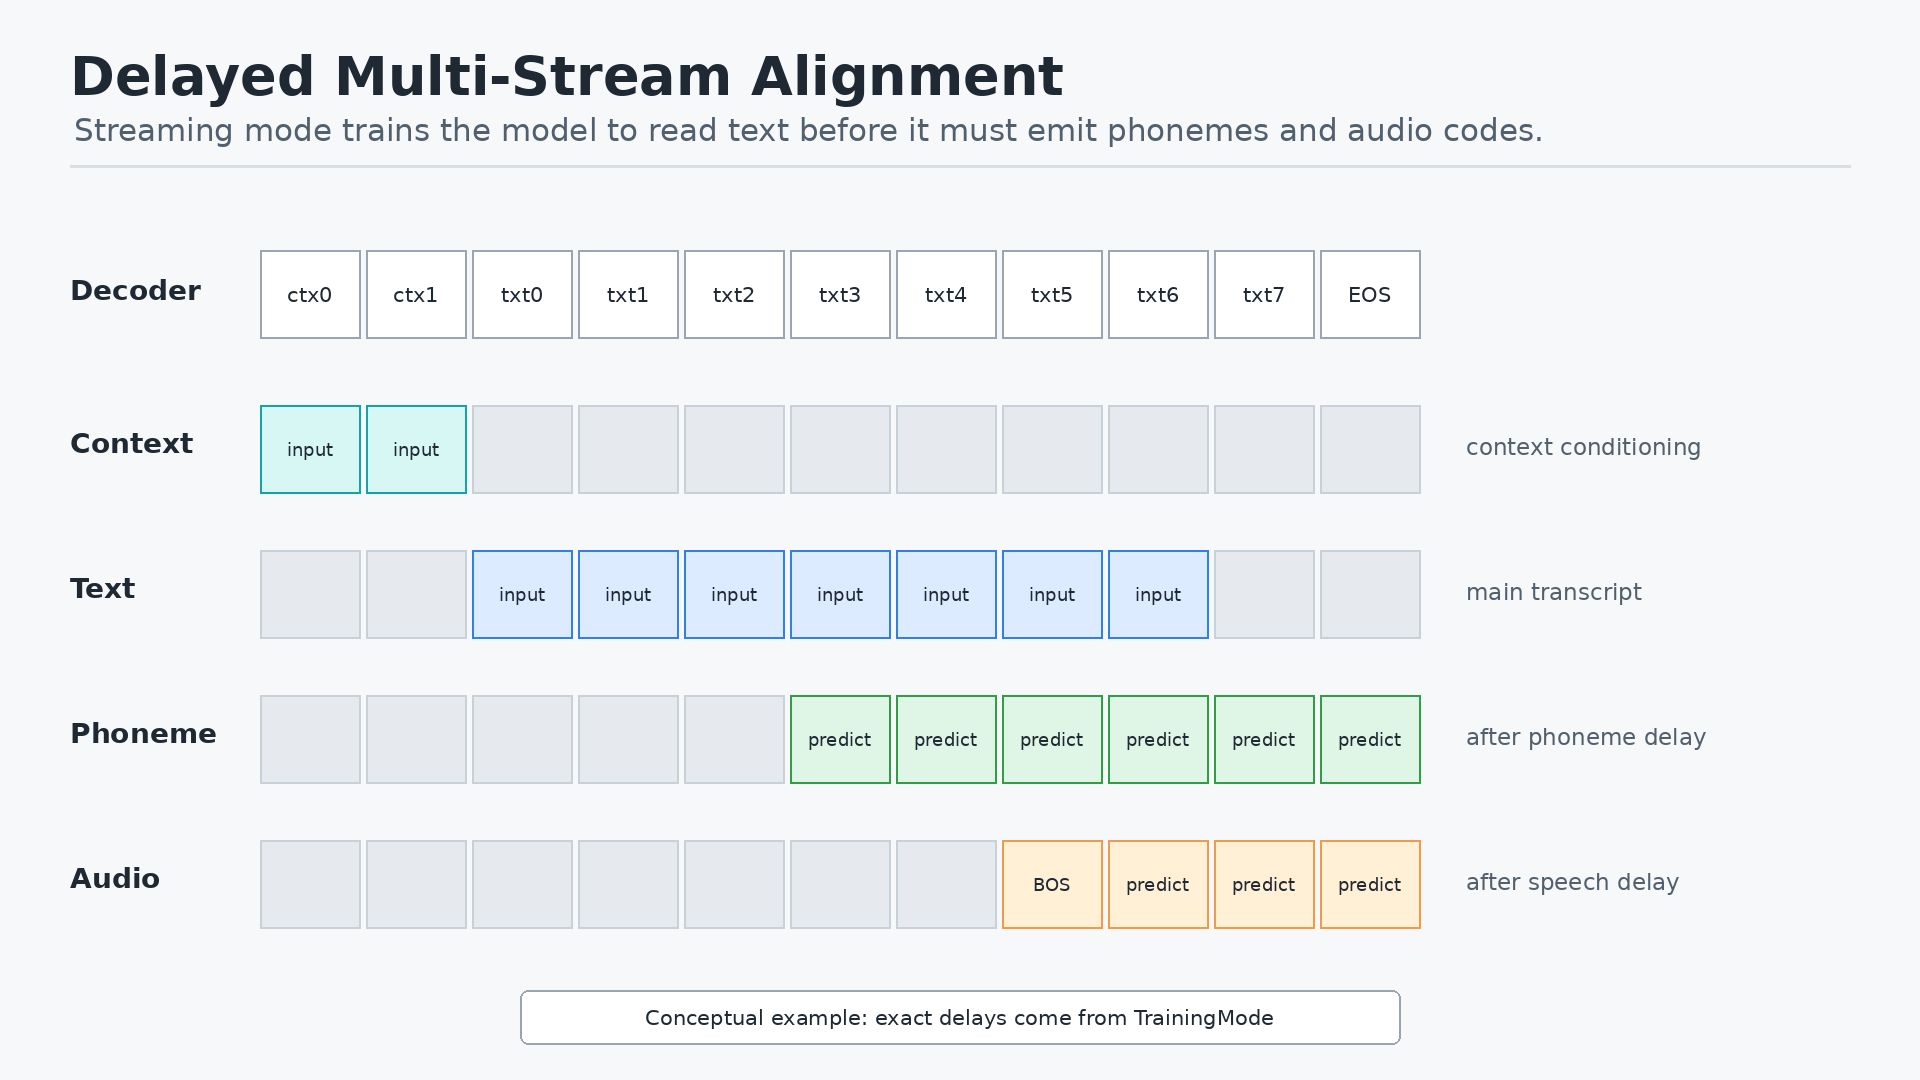 Delayed Multi-Stream Alignment
Streaming mode trains the model to read text before it must emit phonemes and audio codes.
Decoder ctx0 ctx1 txt0 txt1 txt2 txt3 txt4 txt5 txt6 txt7 EOS
Context input input context conditioning
Text input input input input input input input main transcript
Phoneme predict predict predict predict predict predict after phoneme delay
Audio BOS predict predict predict after speech delay
Conceptual example: exact delays come from TrainingMode